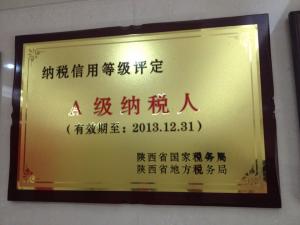 纳税信用等级评定
A级纳税人
(有效期至:2013.12.31)
陕西省国家税务局
陕西省地方税务局